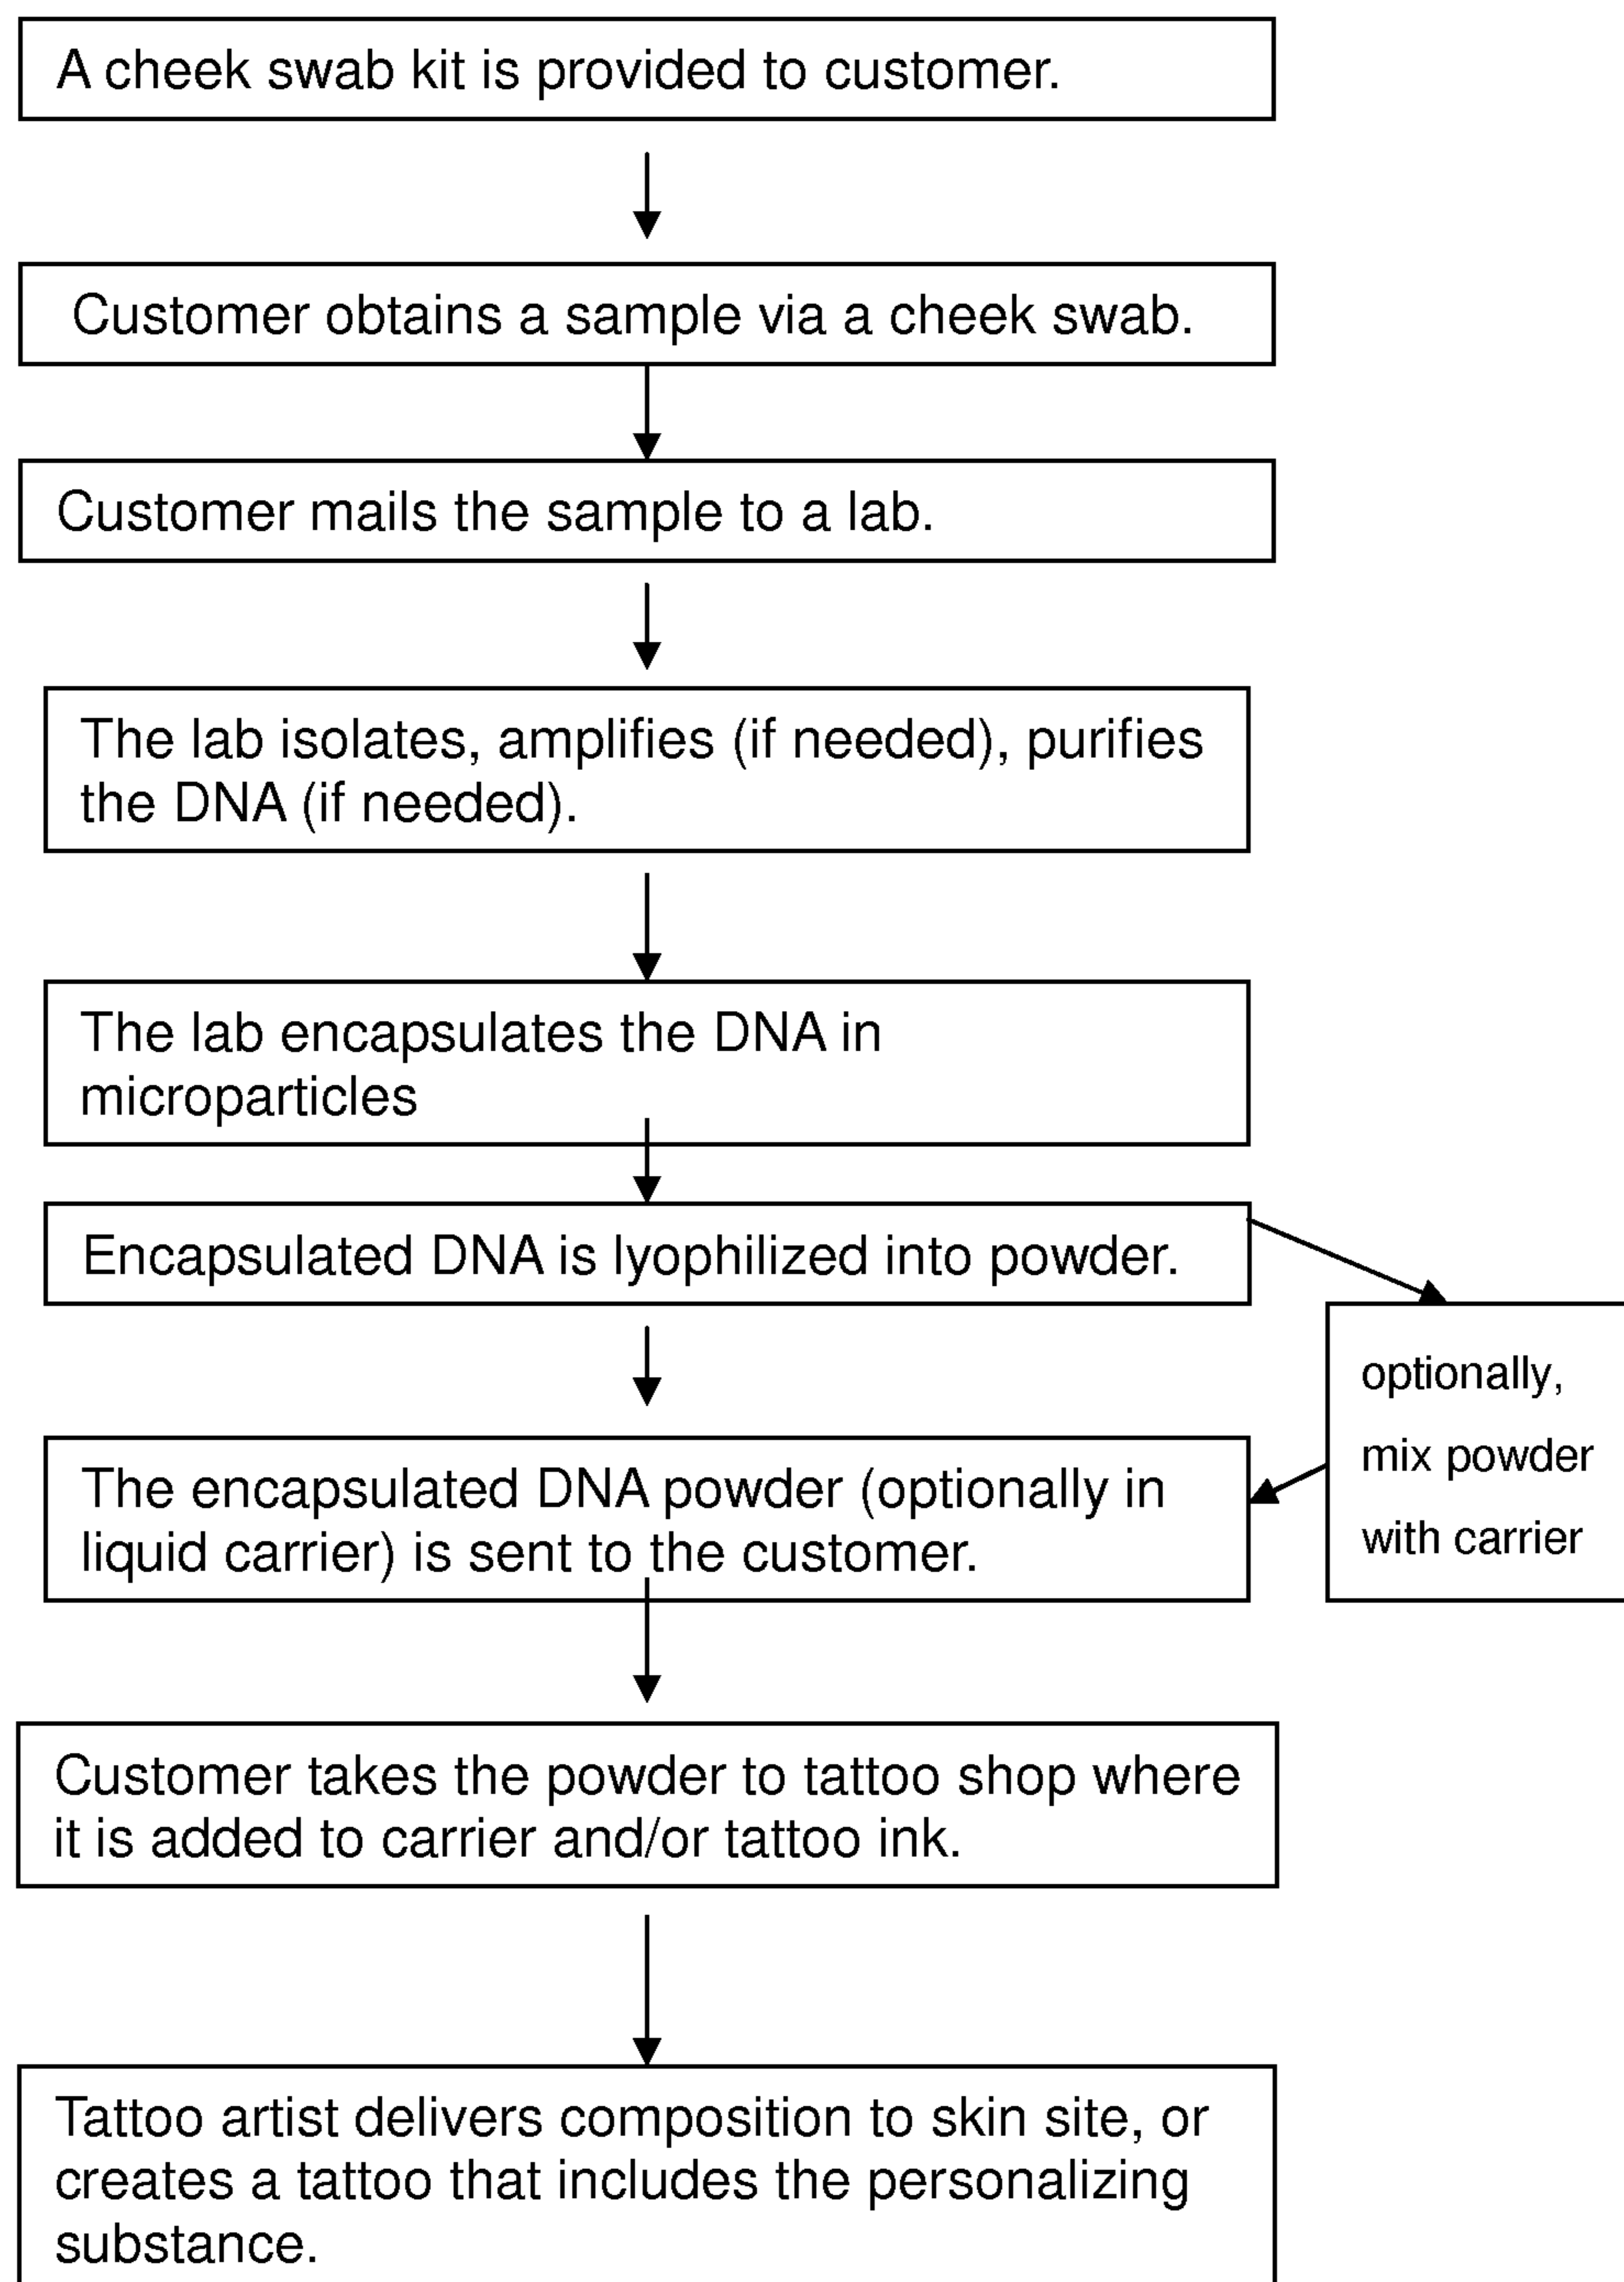 A cheek swab kit is provided to customer.
Customer obtains a sample via a cheek swab.
Customer mails the sample to a lab.
The lab isolates, amplifies (if needed), purifies
the DNA (if needed).
The lab encapsulates the DNA in
microparticles
Encapsulated DNA is lyophilized into powder.
optionally,
mix powder
with carrier
The encapsulated DNA powder (optionally in
liquid carrier) is sent to the customer.
Customer takes the powder to tattoo shop where
it is added to carrier and/or tattoo ink.
Tattoo artist delivers composition to skin site, or
creates a tattoo that includes the personalizing
substance.